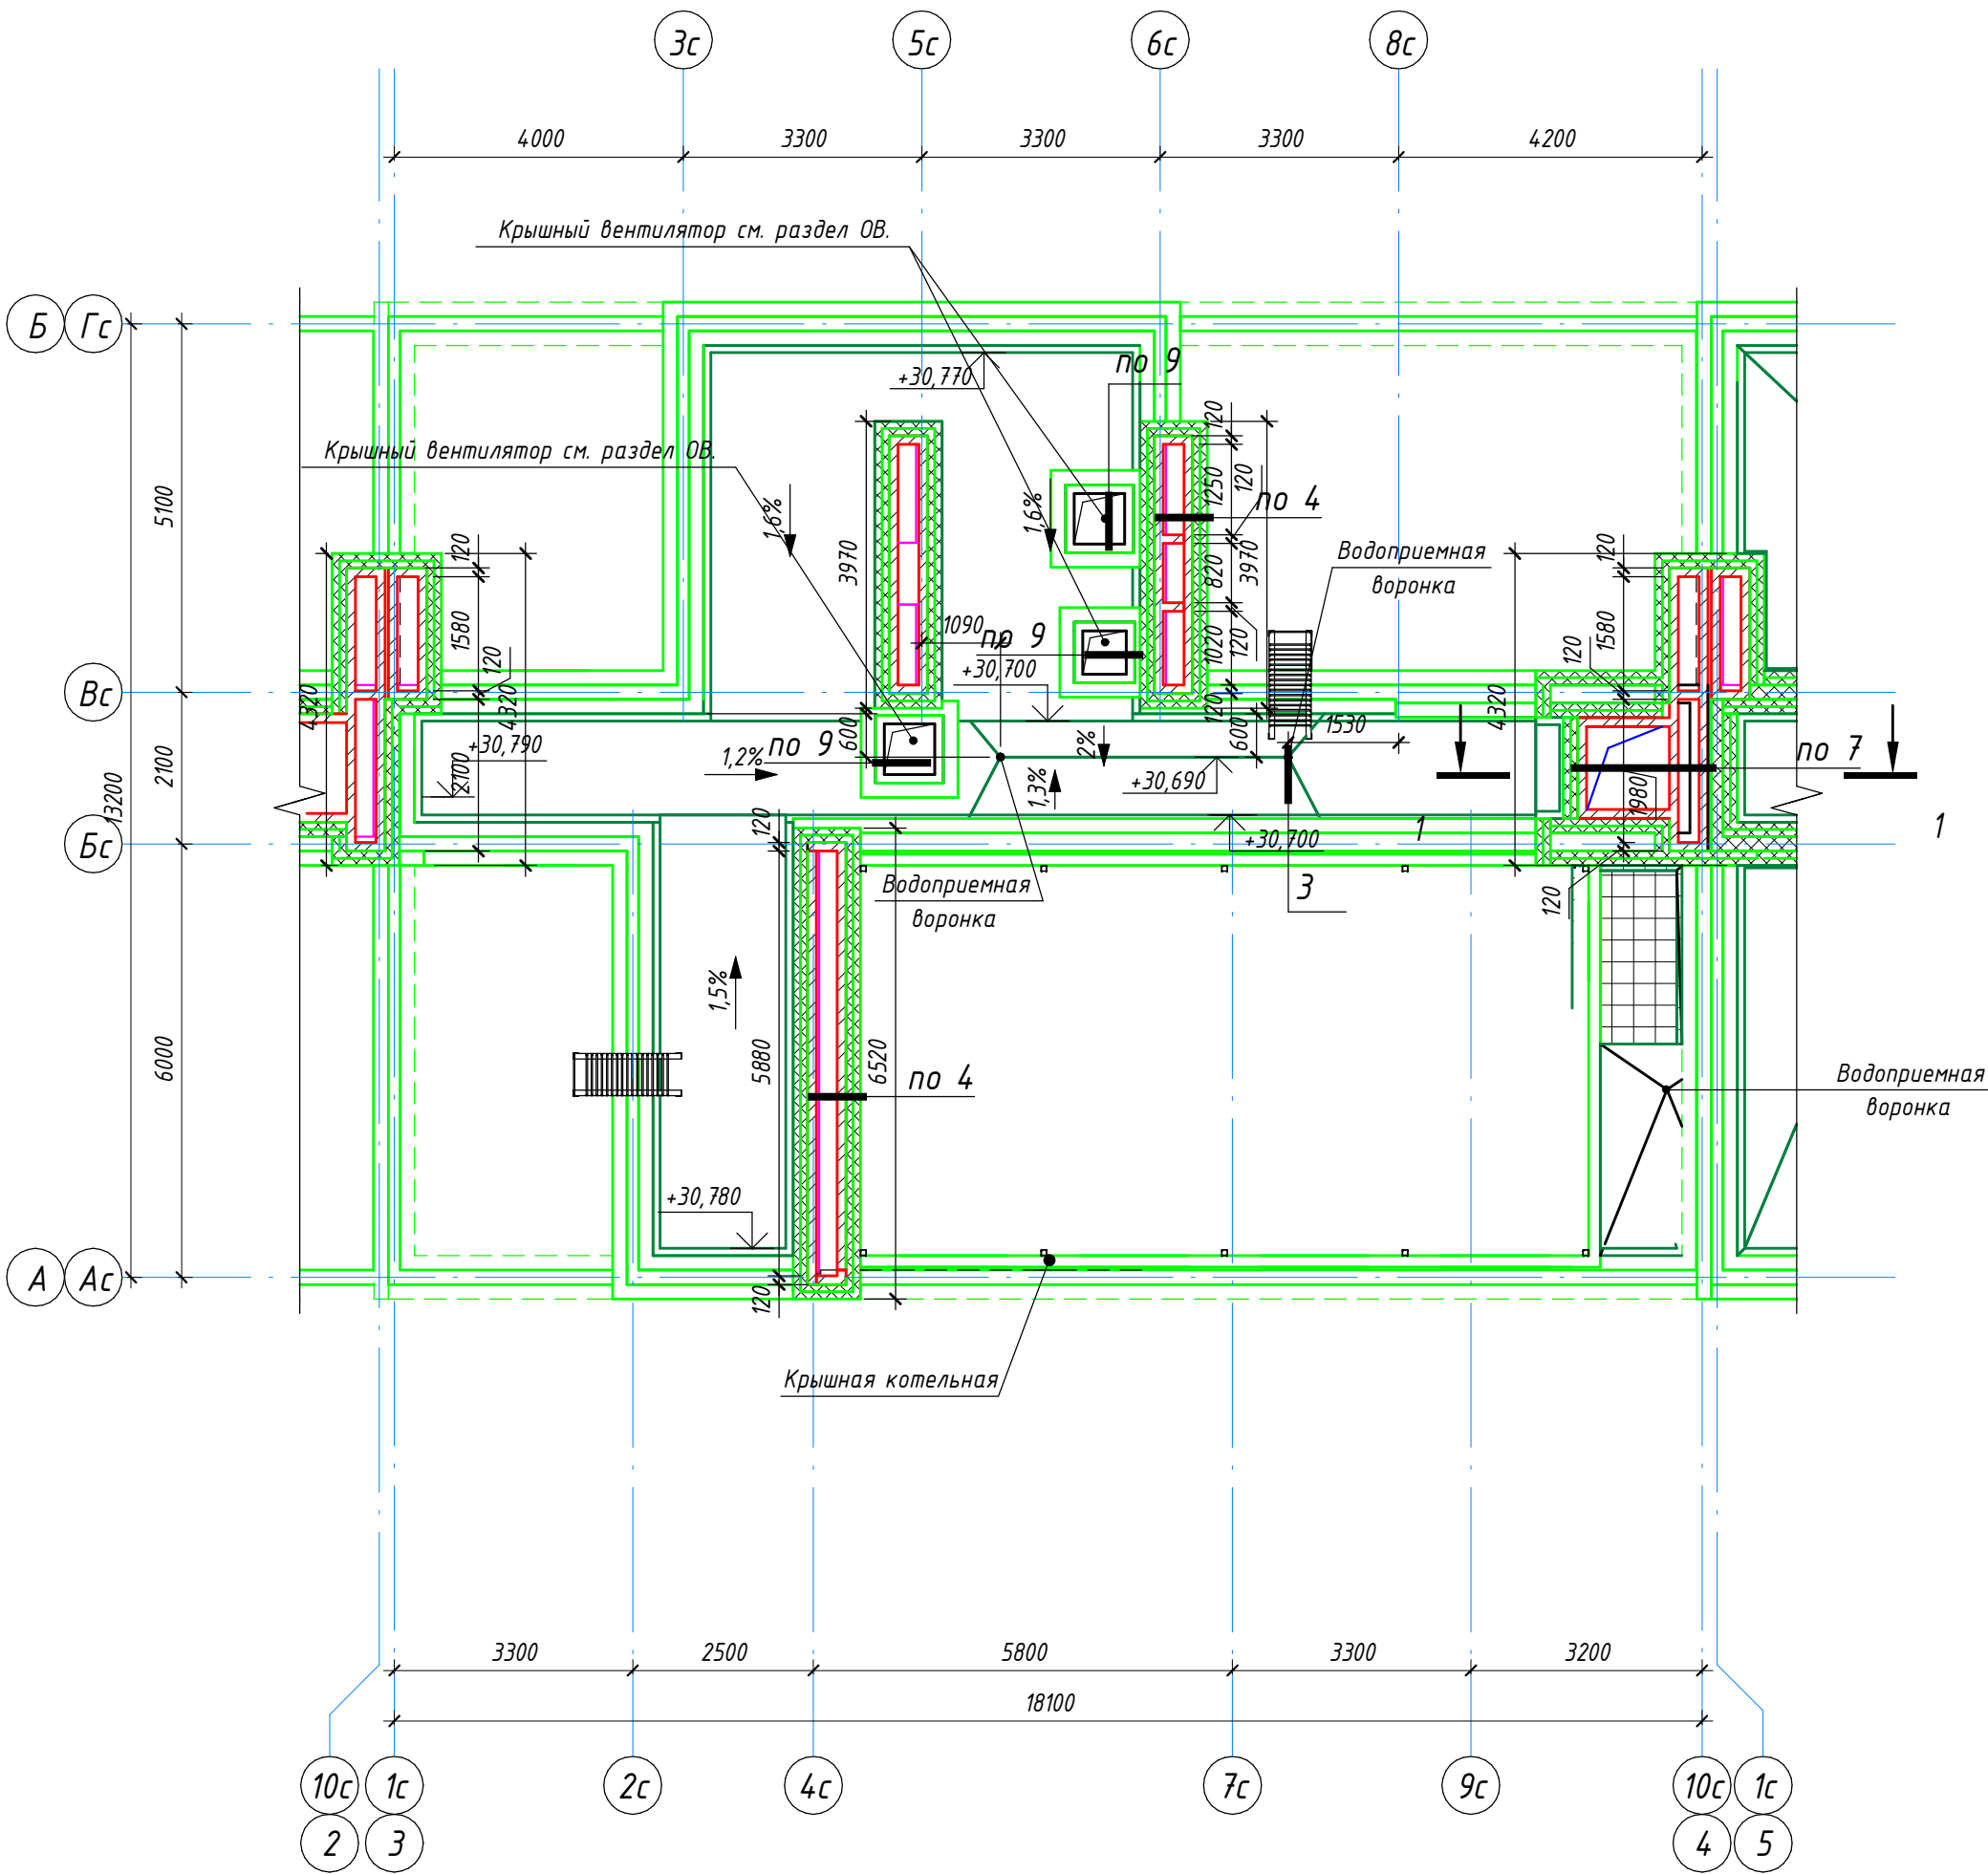 3с 5с 6с 8с
4000 3300 3300 3300 4200
Крышный вентилятор см. раздел ОВ.
Б Гс
+30,770
по 9
Крышный вентилятор см. раздел ОВ.
120
1250
120
по 4
1,6%
1,6%
3970
3970
820
1020
120
120
600
Водоприемная
воронка
5100
120
1580
120
4320
4320
2100
1090
по 9
+30,700
Вс
+30,790
1,2%
по 9
600
2%
1,3%
+30,690
1530
4320
120
1580
120
1980
120
по 7
1
1
2100
13200
Бс
120
+30,700
3
Водоприемная
воронка
1,5%
6000
5880
6520
по 4
Водоприемная
воронка
+30,780
А Ас
120
Крышная котельная
3300 2500 5800 3300 3200
18100
10с 1с 2с 4с 7с 9с 10с 1с
2 3 4 5